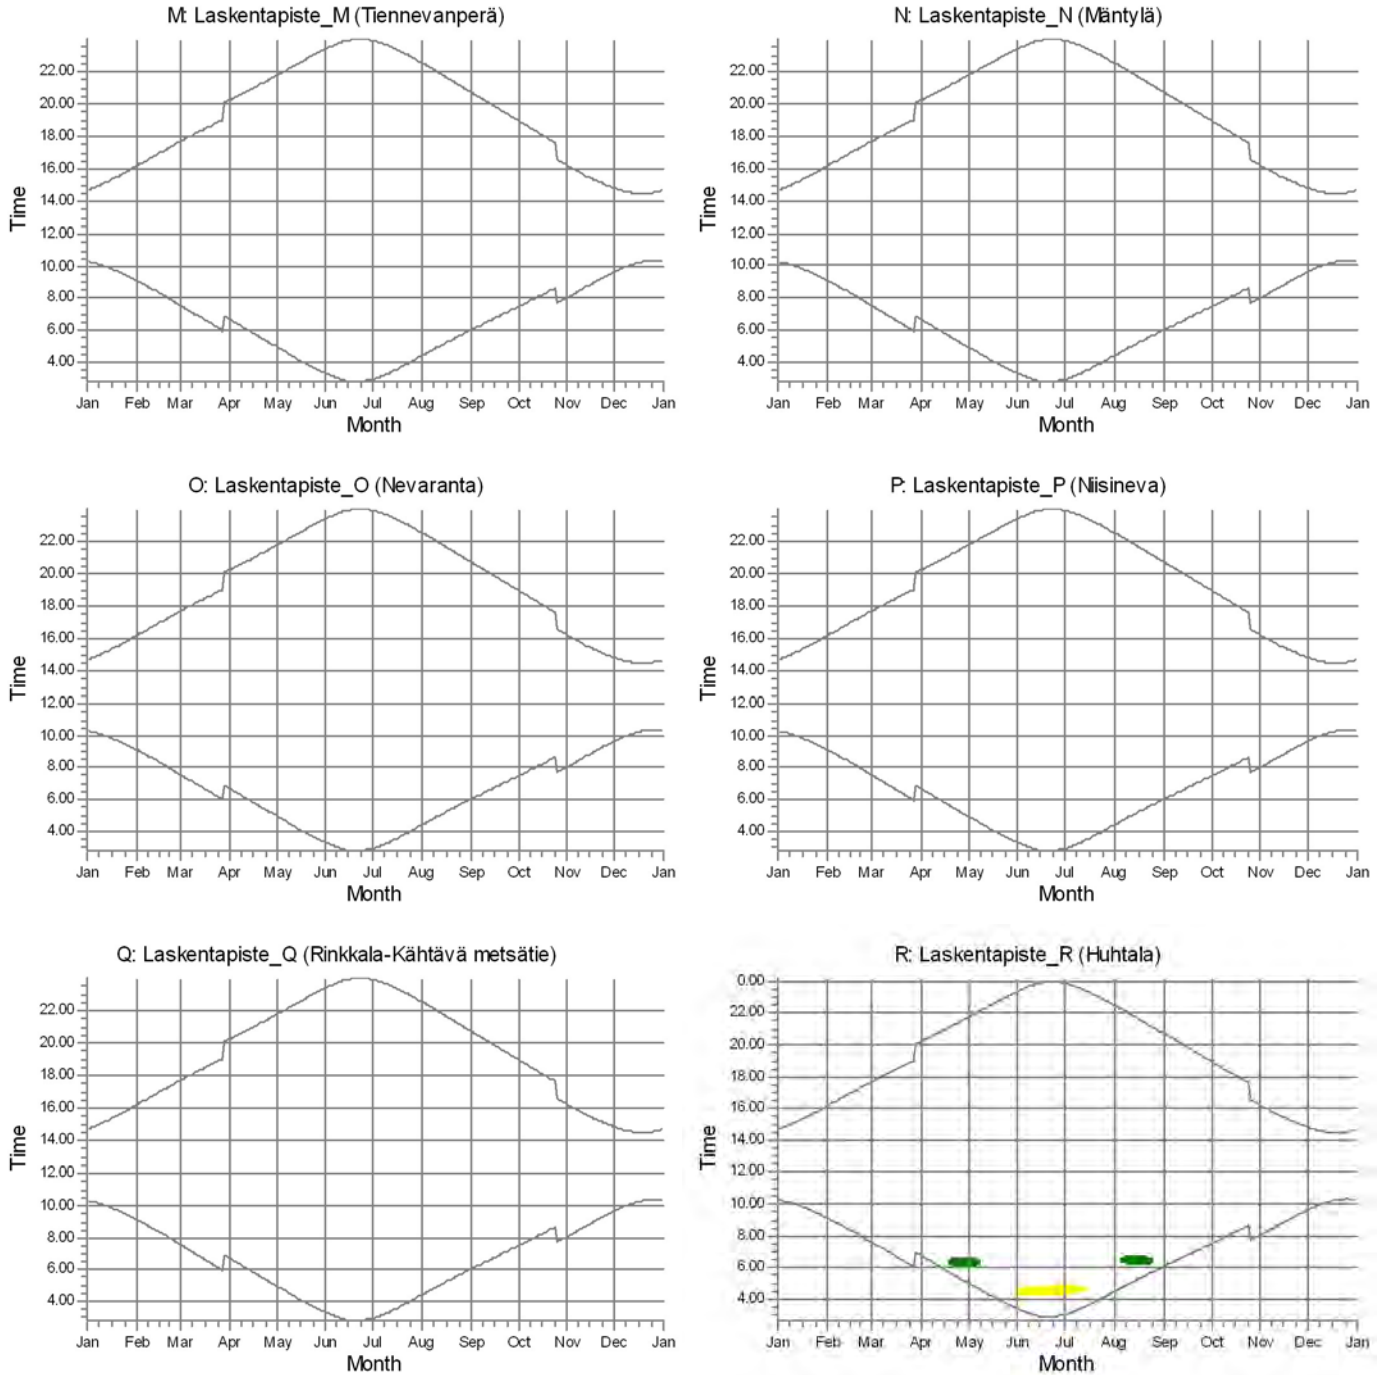 M: Laskentapiste_M (Tiennevanperä)
22.00
20.00
18.00
16.00
14.00
12.00
10.00
8.00
6.00
4.00
Time
Jan Feb Mar Apr May Jun Jul Aug Sep Oct Nov Dec Jan
Month
N: Laskentapiste_N (Mäntylä)
22.00
20.00
18.00
16.00
14.00
12.00
10.00
8.00
6.00
4.00
Time
Jan Feb Mar Apr May Jun Jul Aug Sep Oct Nov Dec Jan
Month
O: Laskentapiste_O (Nevaranta)
22.00
20.00
18.00
16.00
14.00
12.00
10.00
8.00
6.00
4.00
Time
Jan Feb Mar Apr May Jun Jul Aug Sep Oct Nov Dec Jan
Month
P: Laskentapiste_P (Niisineva)
22.00
20.00
18.00
16.00
14.00
12.00
10.00
8.00
6.00
4.00
Time
Jan Feb Mar Apr May Jun Jul Aug Sep Oct Nov Dec Jan
Month
Q: Laskentapiste_Q (Rinkkala-Kähtävä metsätie)
22.00
20.00
18.00
16.00
14.00
12.00
10.00
8.00
6.00
4.00
Time
Jan Feb Mar Apr May Jun Jul Aug Sep Oct Nov Dec Jan
Month
R: Laskentapiste_R (Huhtala)
0.00
22.00
20.00
18.00
16.00
14.00
12.00
10.00
8.00
6.00
4.00
Time
Jan Feb Mar Apr May Jun Jul Aug Sep Oct Nov Dec Jan
Month